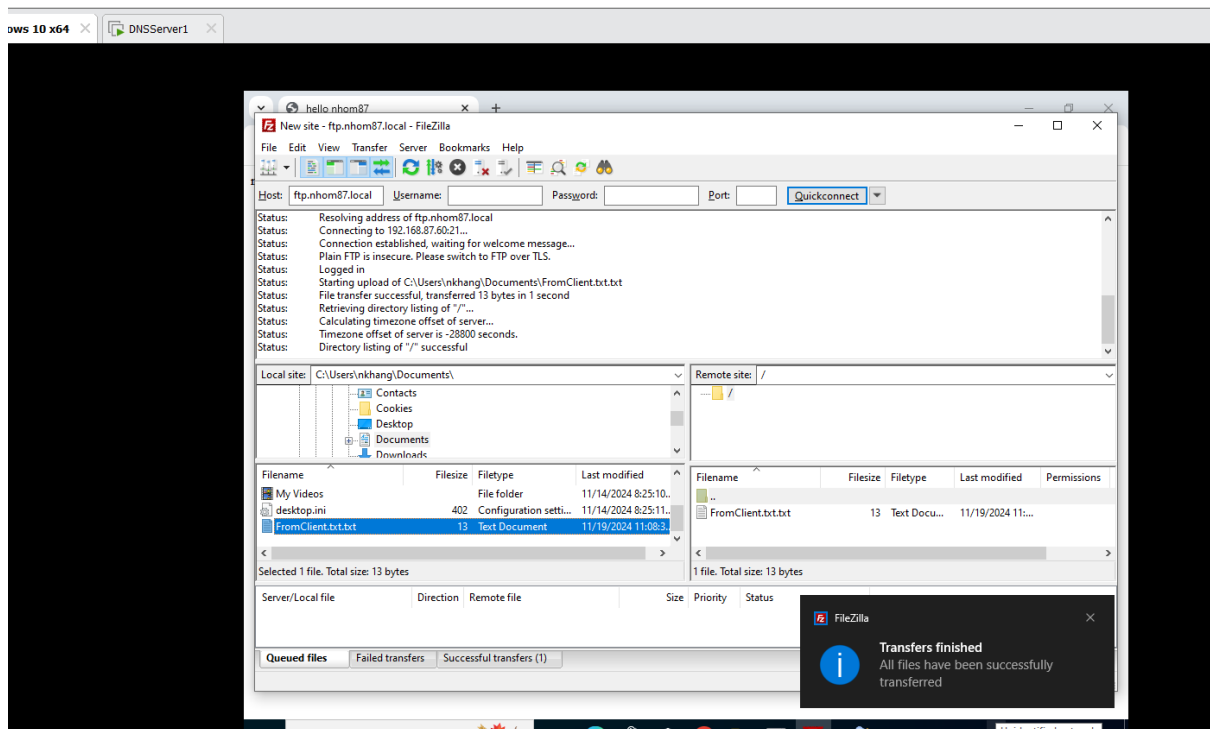 ows 10 x64
DNSServer1
hello nhom87
New site - ftp.nhom87.local - FileZilla
File Edit View Transfer Server Bookmarks Help
Host: ftp.nhom87.local Username: Password: Port: Quickconnect
Status: Resolving address of ftp.nhom87.local
Status: Connecting to 192.168.87.60:21...
Status: Connection established, waiting for welcome message...
Status: Plain FTP is insecure. Please switch to FTP over TLS.
Status: Logged in
Status: Starting upload of C:\Users\nkhang\Documents\FromClient.txt.txt
Status: File transfer successful, transferred 13 bytes in 1 second
Status: Retrieving directory listing of "/"...
Status: Calculating timezone offset of server...
Status: Timezone offset of server is -28800 seconds.
Status: Directory listing of "/" successful
Local site: C:\Users\nkhang\Documents\
Contacts
Cookies
Desktop
Documents
Downloads
Remote site: /
/
Filename Filesize Filetype Last modified
My Videos File folder 11/14/2024 8:25:10...
desktop.ini 402 Configuration setti... 11/14/2024 8:25:11...
FromClient.txt.txt 13 Text Document 11/19/2024 11:08:3...
Selected 1 file. Total size: 13 bytes
Filename Filesize Filetype Last modified Permissions
..
FromClient.txt.txt 13 Text Docu... 11/19/2024 11:...
1 file. Total size: 13 bytes
Server/Local file Direction Remote file Size Priority Status
Queued files Failed transfers Successful transfers (1)
FileZilla
Transfers finished
All files have been successfully
transferred